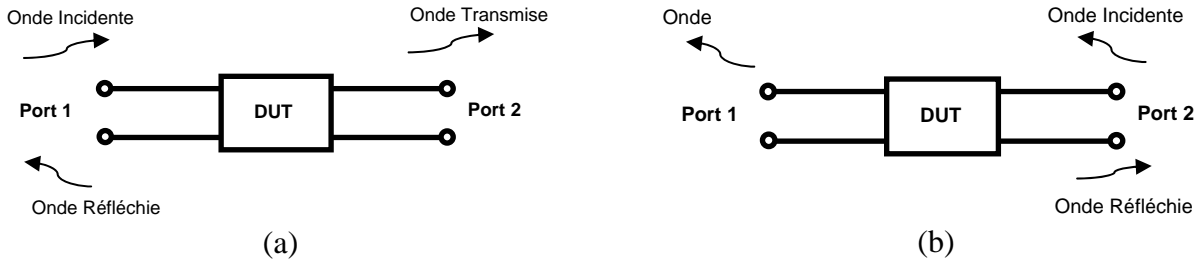 Onde Incidente
Onde Transmise
Port 1
DUT
Port 2
Onde Réfléchie
(a)
Onde
Onde Incidente
Port 1
DUT
Port 2
Onde Réfléchie
(b)